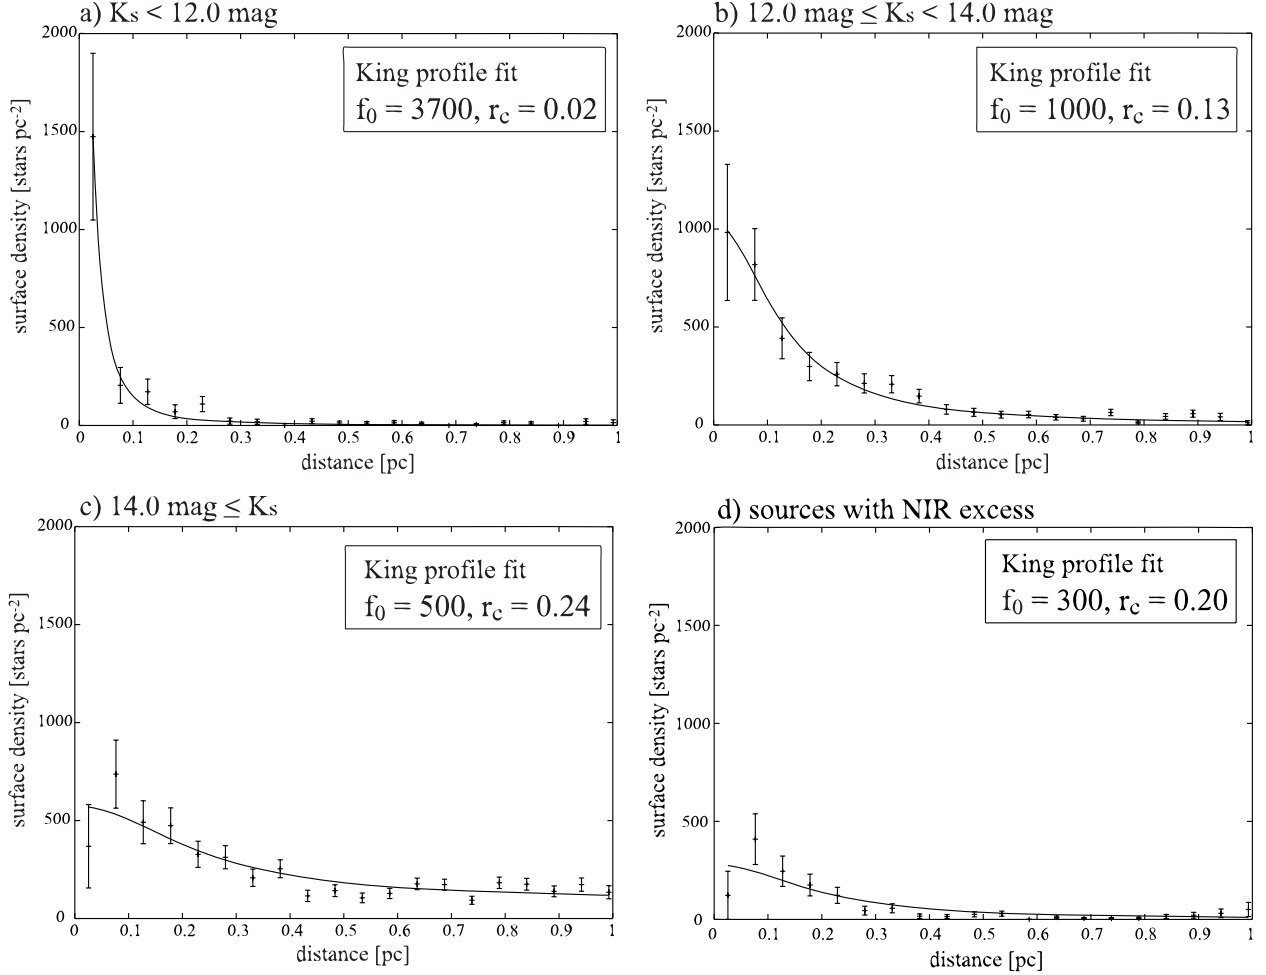 a) Ks < 12.0 mag
2000
1500
1000
500
0
surface density [stars pc-2]
King profile fit
f0 = 3700, rc = 0.02
0 0.1 0.2 0.3 0.4 0.5 0.6 0.7 0.8 0.9 1
distance [pc]
b) 12.0 mag ≤ Ks < 14.0 mag
2000
1500
1000
500
0
surface density [stars pc-2]
King profile fit
f0 = 1000, rc = 0.13
0 0.1 0.2 0.3 0.4 0.5 0.6 0.7 0.8 0.9 1
distance [pc]
c) 14.0 mag ≤ Ks
2000
1500
1000
500
0
surface density [stars pc-2]
King profile fit
f0 = 500, rc = 0.24
0 0.1 0.2 0.3 0.4 0.5 0.6 0.7 0.8 0.9 1
distance [pc]
d) sources with NIR excess
2000
1500
1000
500
0
surface density [stars pc-2]
King profile fit
f0 = 300, rc = 0.20
0 0.1 0.2 0.3 0.4 0.5 0.6 0.7 0.8 0.9 1
distance [pc]